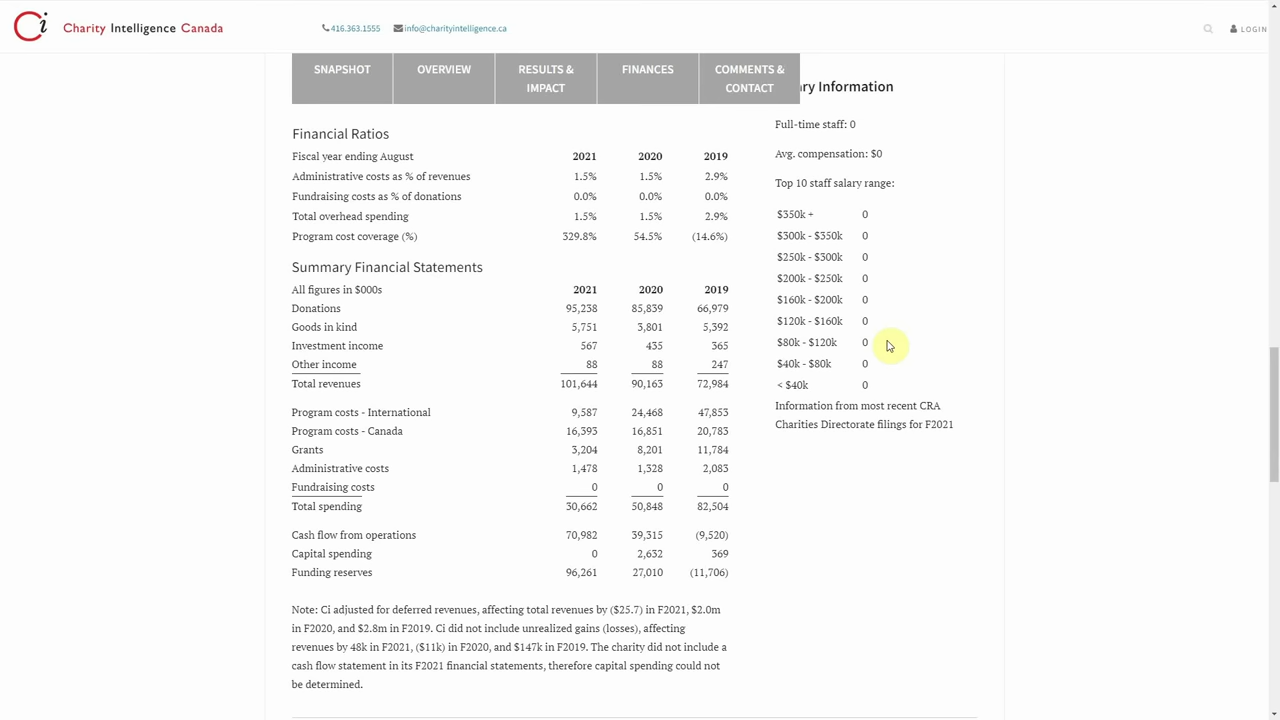 Ci Charity Intelligence Canada
416.363.1555 info@charityintelligence.ca
LOGIN
SNAPSHOT OVERVIEW RESULTS & IMPACT FINANCES COMMENTS & CONTACT
Financial Ratios
Fiscal year ending August 2021 2020 2019
Administrative costs as % of revenues 1.5% 1.5% 2.9%
Fundraising costs as % of donations 0.0% 0.0% 0.0%
Total overhead spending 1.5% 1.5% 2.9%
Program cost coverage (%) 329.8% 54.5% (14.6%)
Summary Financial Statements
All figures in $000s 2021 2020 2019
Donations 95,238 85,839 66,979
Goods in kind 5,751 3,801 5,392
Investment income 567 435 365
Other income 88 88 247
Total revenues 101,644 90,163 72,984
Program costs - International 9,587 24,468 47,853
Program costs - Canada 16,393 16,851 20,783
Grants 3,204 8,201 11,784
Administrative costs 1,478 1,328 2,083
Fundraising costs 0 0 0
Total spending 30,662 50,848 82,504
Cash flow from operations 70,982 39,315 (9,520)
Capital spending 0 2,632 369
Funding reserves 96,261 27,010 (11,706)
Note: Ci adjusted for deferred revenues, affecting total revenues by ($25.7) in F2021, $2.0m
in F2020, and $2.8m in F2019. Ci did not include unrealized gains (losses), affecting
revenues by 48k in F2021, ($11k) in F2020, and $147k in F2019. The charity did not include a
cash flow statement in its F2021 financial statements, therefore capital spending could not
be determined.
ry Information
Full-time staff: 0
Avg. compensation: $0
Top 10 staff salary range:
$350k + 0
$300k - $350k 0
$250k - $300k 0
$200k - $250k 0
$160k - $200k 0
$120k - $160k 0
$80k - $120k 0
$40k - $80k 0
< $40k 0
Information from most recent CRA
Charities Directorate filings for F2021